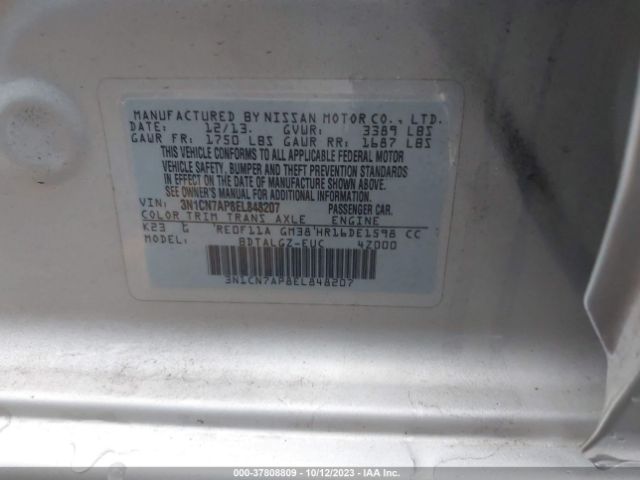 MANUFACTURED BY NISSAN MOTOR CO., LTD.
DATE: 12/13. GVWR: 3389 LBS
GAWR FR: 1750 LBS GAWR RR: 1687 LBS
THIS VEHICLE CONFORMS TO ALL APPLICABLE FEDERAL MOTOR
VEHICLE SAFETY, BUMPER AND THEFT PREVENTION STANDARDS
IN EFFECT ON THE DATE OF MANUFACTURE SHOWN ABOVE.
SEE OWNER'S MANUAL FOR ADDITIONAL INFORMATION
VIN: 3N1CN7AP8EL848207 PASSENGER CAR.
COLOR TRIM TRANS AXLE ENGINE
K23 G RE0F11A GM38 HR16DE1598 CC
MODEL: BDTALGZ-EUC 4Z000
3N1CN7AP8EL848207
000-37808809 - 10/12/2023 - IAA, Inc.